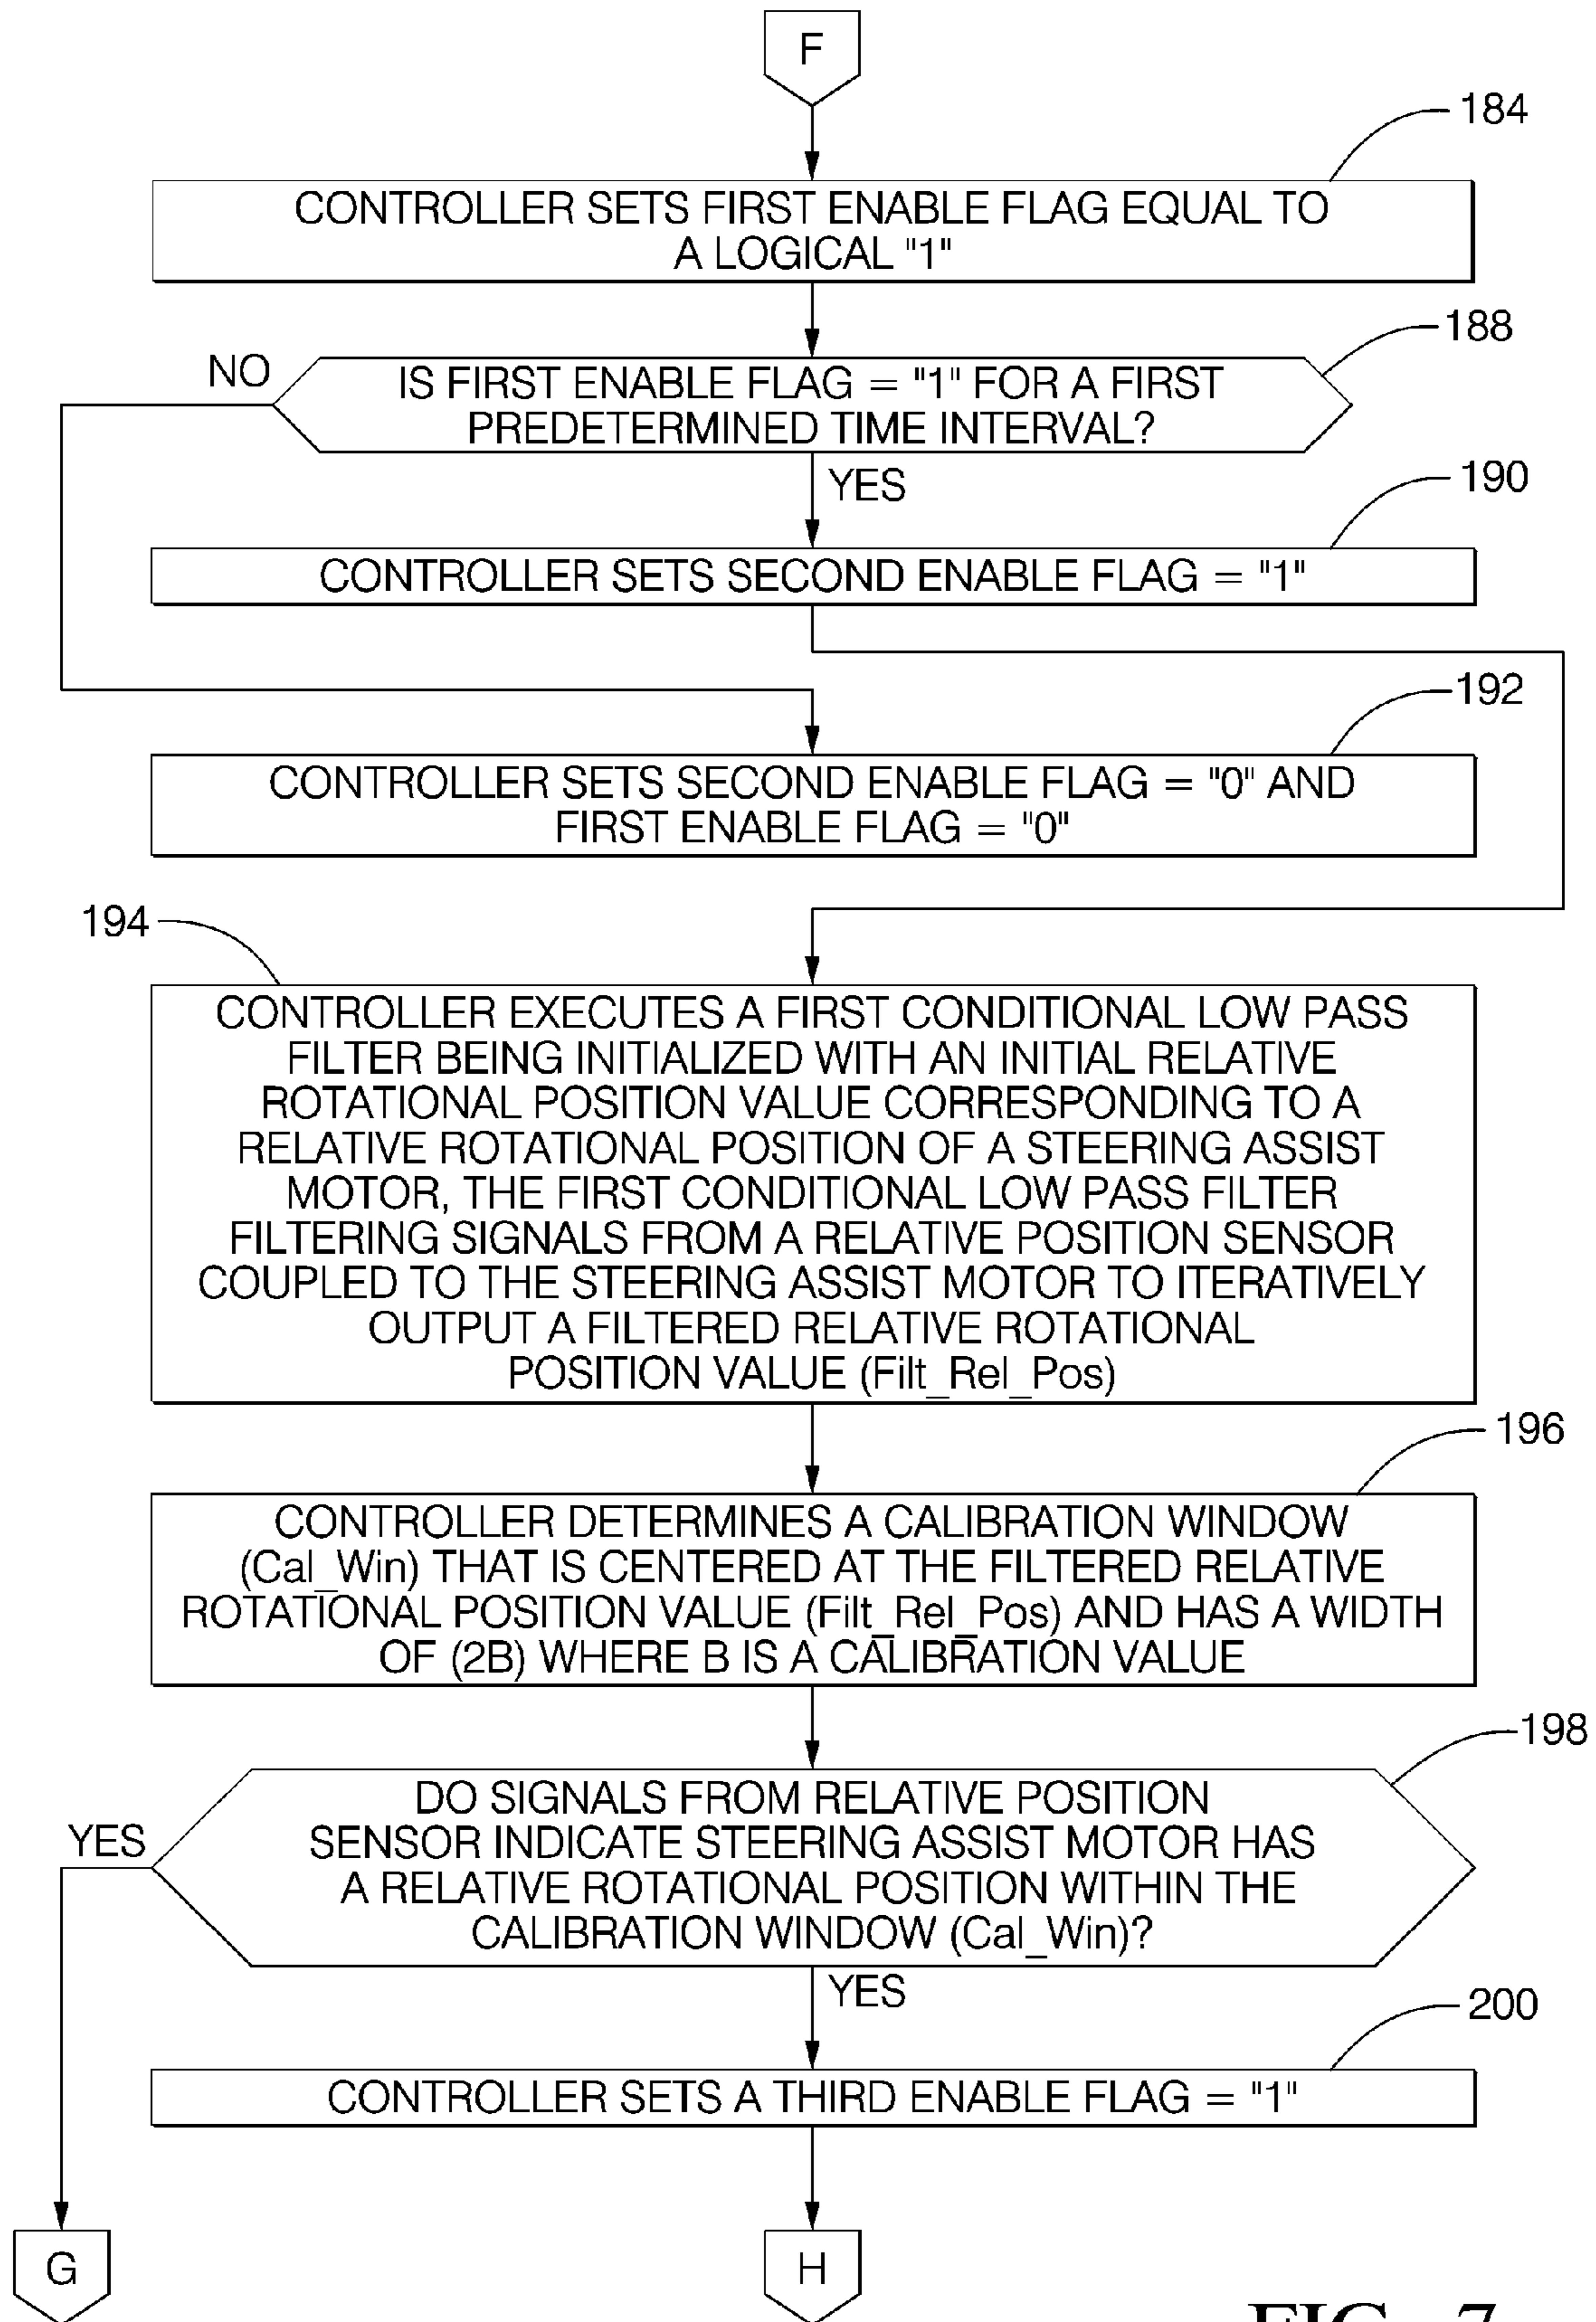 F
184
CONTROLLER SETS FIRST ENABLE FLAG EQUAL TO
A LOGICAL "1"
188
NO
IS FIRST ENABLE FLAG = "1" FOR A FIRST
PREDETERMINED TIME INTERVAL?
YES
190
CONTROLLER SETS SECOND ENABLE FLAG = "1"
192
CONTROLLER SETS SECOND ENABLE FLAG = "0" AND
FIRST ENABLE FLAG = "0"
194
CONTROLLER EXECUTES A FIRST CONDITIONAL LOW PASS
FILTER BEING INITIALIZED WITH AN INITIAL RELATIVE
ROTATIONAL POSITION VALUE CORRESPONDING TO A
RELATIVE ROTATIONAL POSITION OF A STEERING ASSIST
MOTOR, THE FIRST CONDITIONAL LOW PASS FILTER
FILTERING SIGNALS FROM A RELATIVE POSITION SENSOR
COUPLED TO THE STEERING ASSIST MOTOR TO ITERATIVELY
OUTPUT A FILTERED RELATIVE ROTATIONAL
POSITION VALUE (Filt_Rel_Pos)
196
CONTROLLER DETERMINES A CALIBRATION WINDOW
(Cal_Win) THAT IS CENTERED AT THE FILTERED RELATIVE
ROTATIONAL POSITION VALUE (Filt_Rel_Pos) AND HAS A WIDTH
OF (2B) WHERE B IS A CALIBRATION VALUE
198
DO SIGNALS FROM RELATIVE POSITION
SENSOR INDICATE STEERING ASSIST MOTOR HAS
A RELATIVE ROTATIONAL POSITION WITHIN THE
CALIBRATION WINDOW (Cal_Win)?
YES
YES
200
CONTROLLER SETS A THIRD ENABLE FLAG = "1"
G
H
FIG. 7